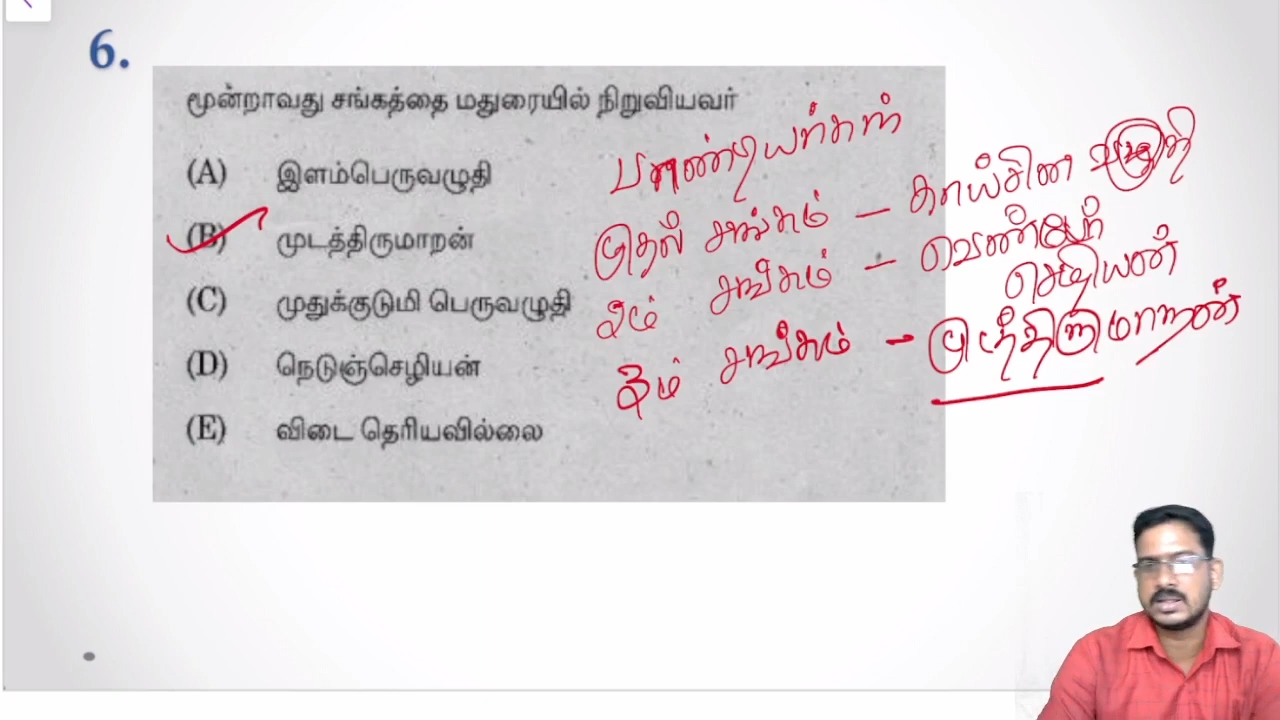 6.
மூன்றாவது சங்கத்தை மதுரையில் நிறுவியவர்
(A) இளம்பெருவழுதி
(B) முடத்திருமாறன்
(C) முதுக்குடுமி பெருவழுதி
(D) நெடுஞ்செழியன்
(E) விடை தெரியவில்லை
பாண்டியர்கள்
முதல் சங்கம் – காய்சின வழுதி
2ம் சங்கம் – வெண்டேர்
செழியன்
3ம் சங்கம் – முடத்திருமாறன்